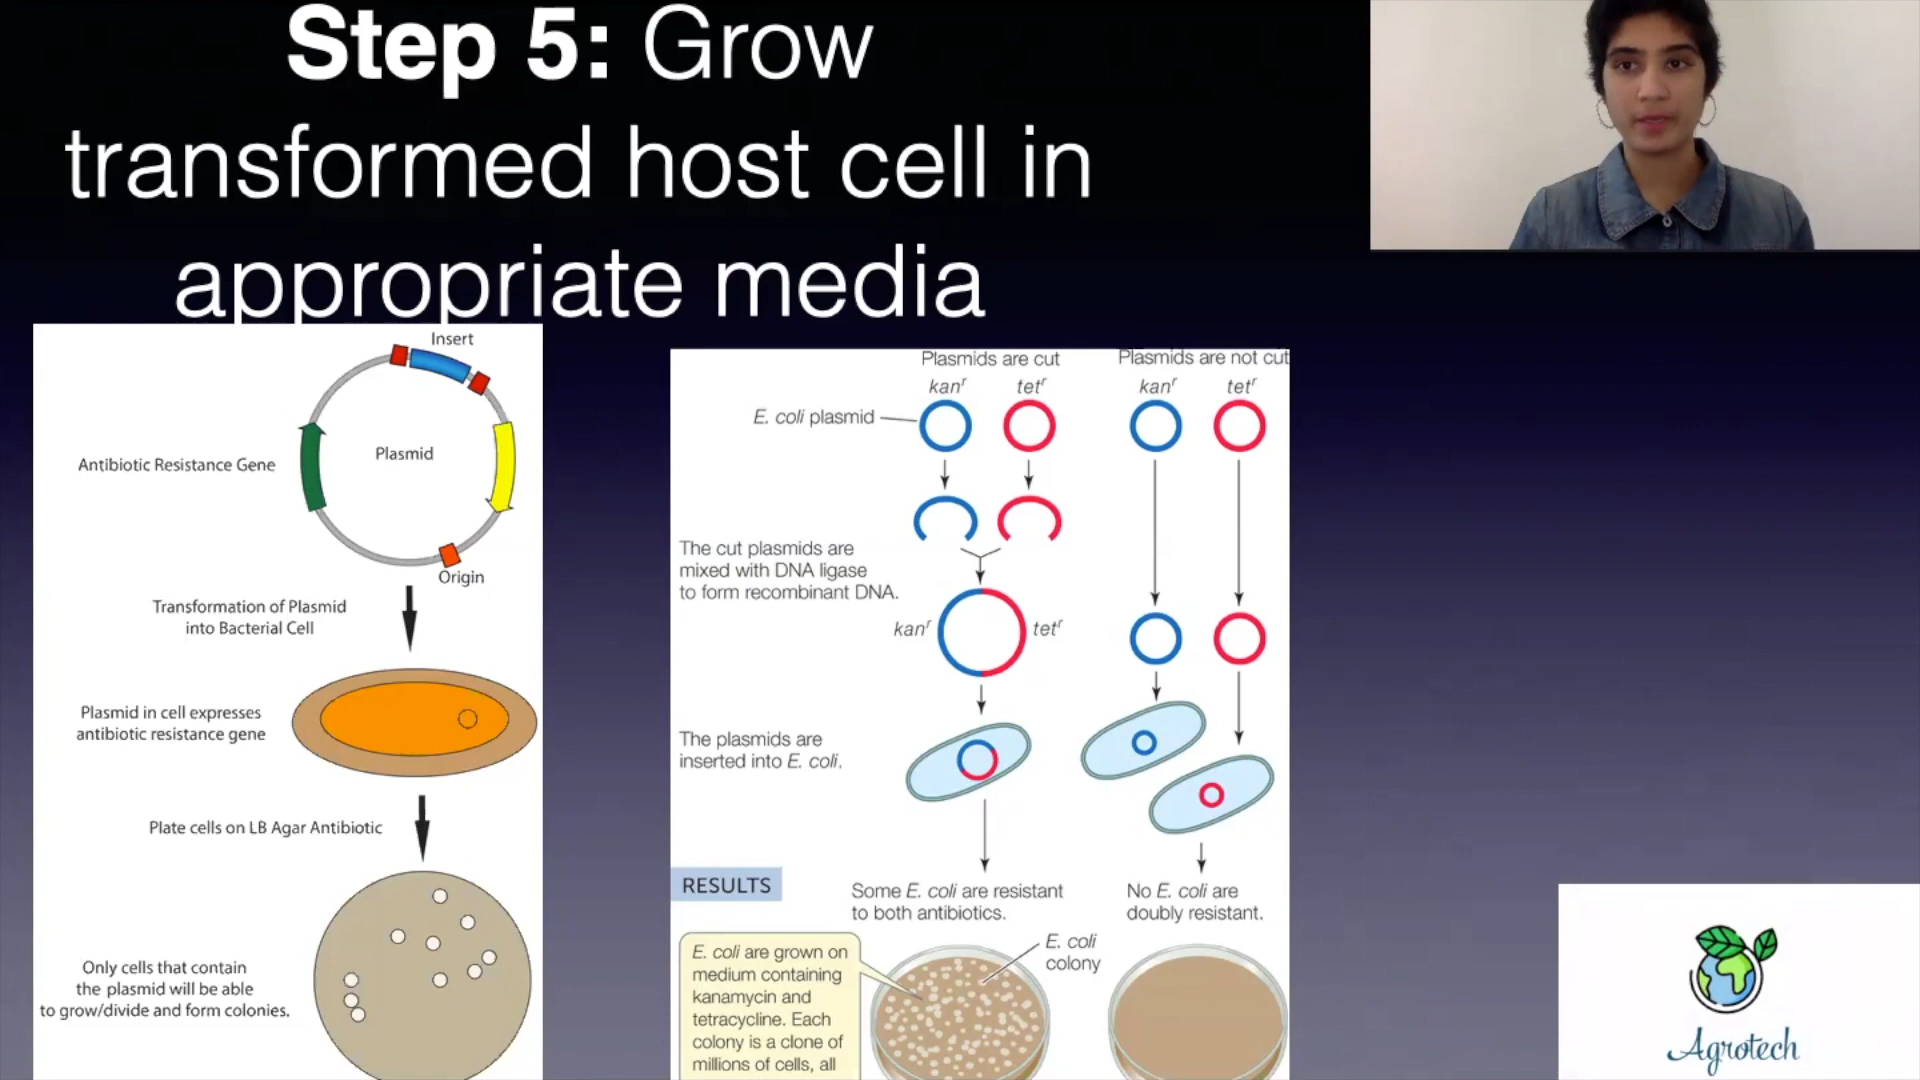 Step 5: Grow
transformed host cell in
appropriate media
Insert
Plasmid
Antibiotic Resistance Gene
Origin
Transformation of Plasmid
into Bacterial Cell
Plasmid in cell expresses
antibiotic resistance gene
Plate cells on LB Agar Antibiotic
Only cells that contain
the plasmid will be able
to grow/divide and form colonies.
Plasmids are cut
Plasmids are not cut
kanʳ
tetʳ
kanʳ
tetʳ
E. coli plasmid
The cut plasmids are
mixed with DNA ligase
to form recombinant DNA.
kanʳ
tetʳ
The plasmids are
inserted into E. coli.
RESULTS
Some E. coli are resistant
to both antibiotics.
No E. coli are
doubly resistant.
E. coli are grown on
medium containing
kanamycin and
tetracycline. Each
colony is a clone of
millions of cells, all
E. coli
colony
Agrotech